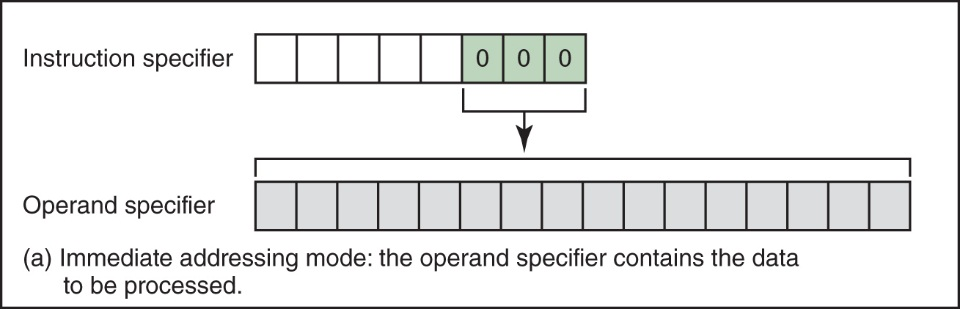 Instruction specifier 0 0 0
Operand specifier
(a) Immediate addressing mode: the operand specifier contains the data
to be processed.